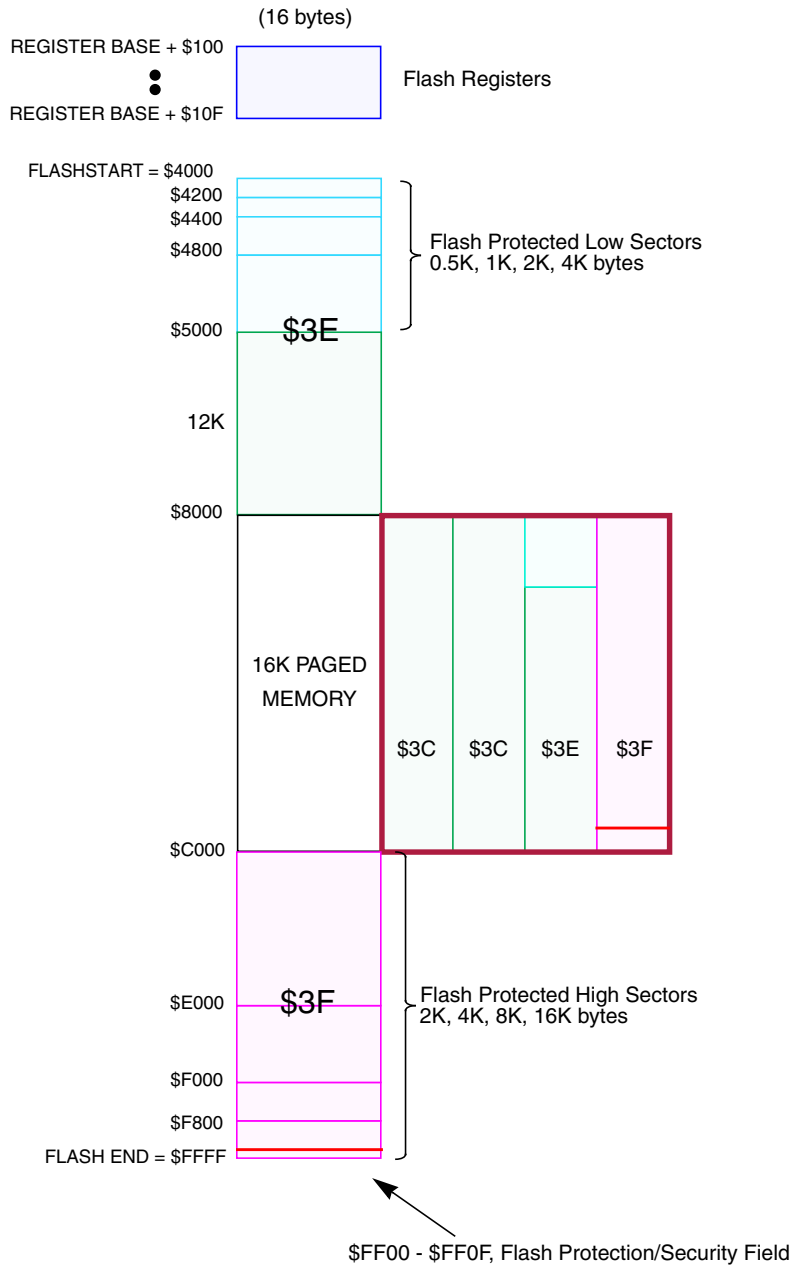 (16 bytes)
REGISTER BASE + $100
Flash Registers
REGISTER BASE + $10F
FLASHSTART = $4000
$4200
$4400
$4800
Flash Protected Low Sectors
0.5K, 1K, 2K, 4K bytes
$5000
$3E
12K
$8000
16K PAGED
MEMORY
$3C
$3C
$3E
$3F
$C000
$E000
$3F
Flash Protected High Sectors
2K, 4K, 8K, 16K bytes
$F000
$F800
FLASH END = $FFFF
$FF00 - $FF0F, Flash Protection/Security Field